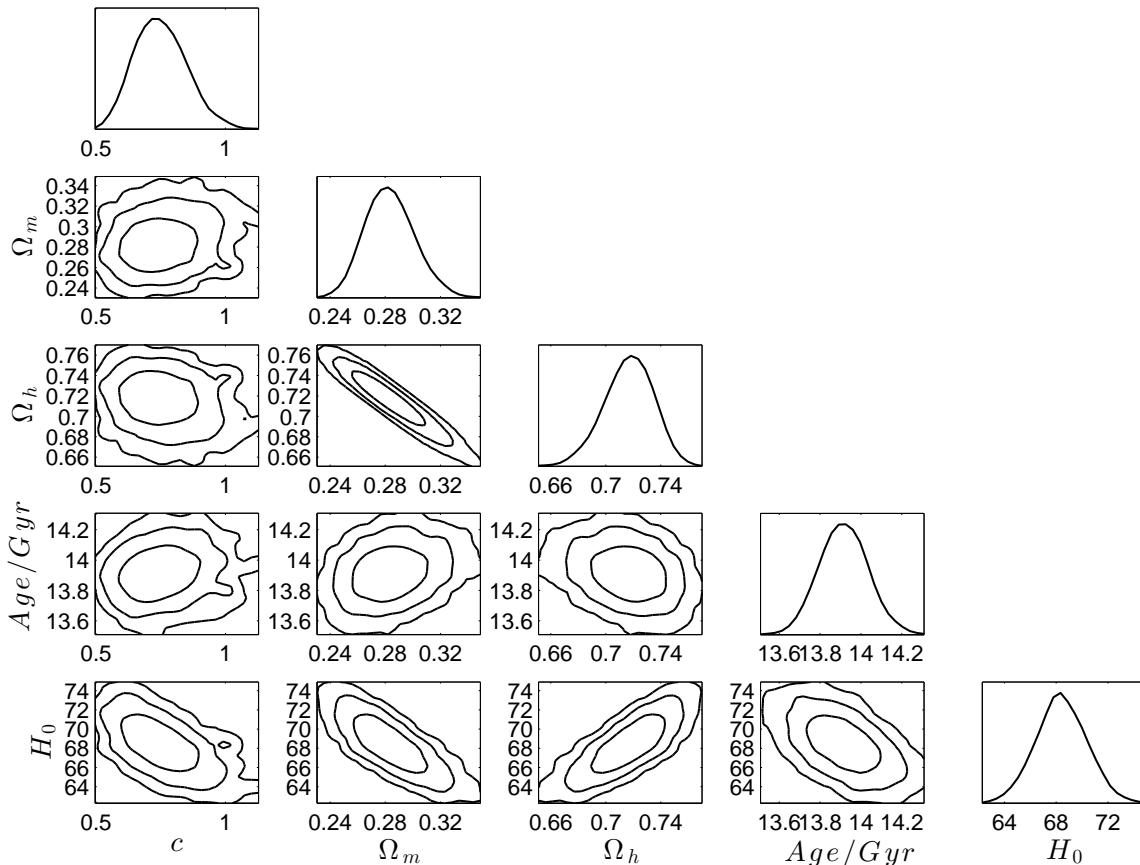 0.5 1
Ω_m 0.34 0.32 0.3 0.28 0.26 0.24
0.5 1 0.24 0.28 0.32
Ω_h 0.76 0.74 0.72 0.7 0.68 0.66
0.5 1 0.24 0.28 0.32 0.66 0.7 0.74
Age/Gyr 14.2 14 13.8 13.6
0.5 1 0.24 0.28 0.32 0.66 0.7 0.74 13.6 13.8 14 14.2
H_0 74 72 70 68 66 64
0.5 1 0.24 0.28 0.32 0.66 0.7 0.74 13.6 13.8 14 14.2 64 68 72
c Ω_m Ω_h Age/Gyr H_0